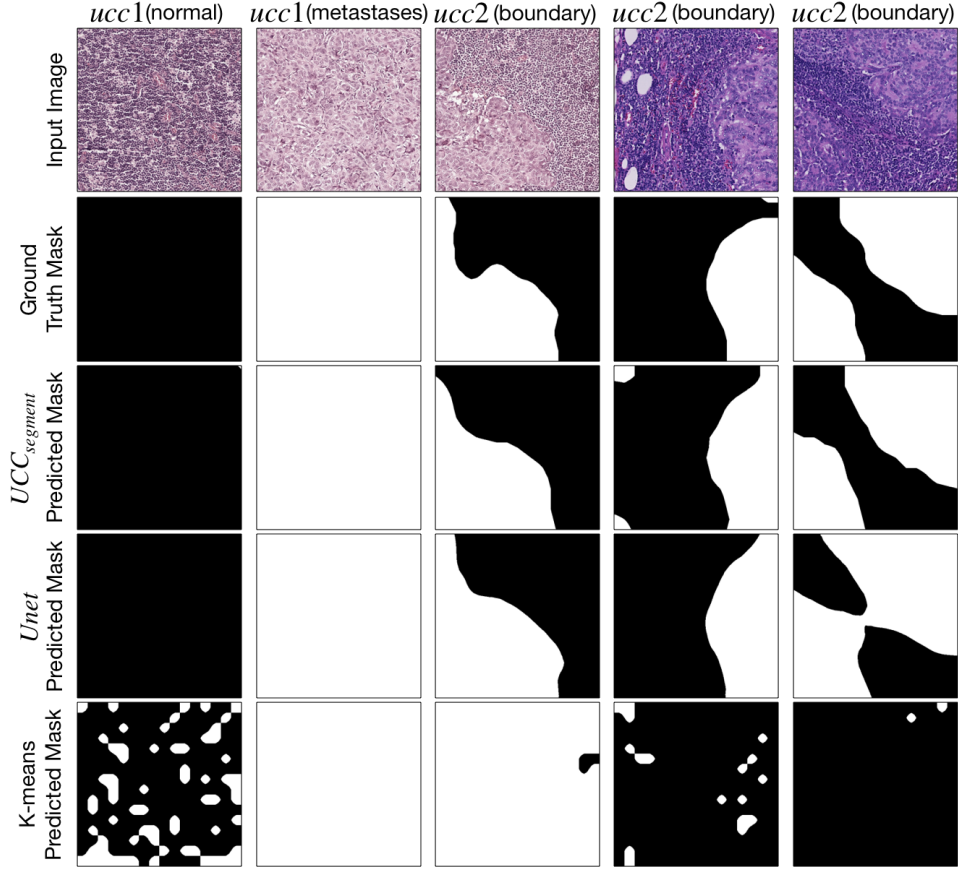 ucc1 (normal) ucc1 (metastases) ucc2 (boundary) ucc2 (boundary) ucc2 (boundary)
Input Image
Ground
Truth Mask
UCCsegment
Predicted Mask
Unet
Predicted Mask
K-means
Predicted Mask